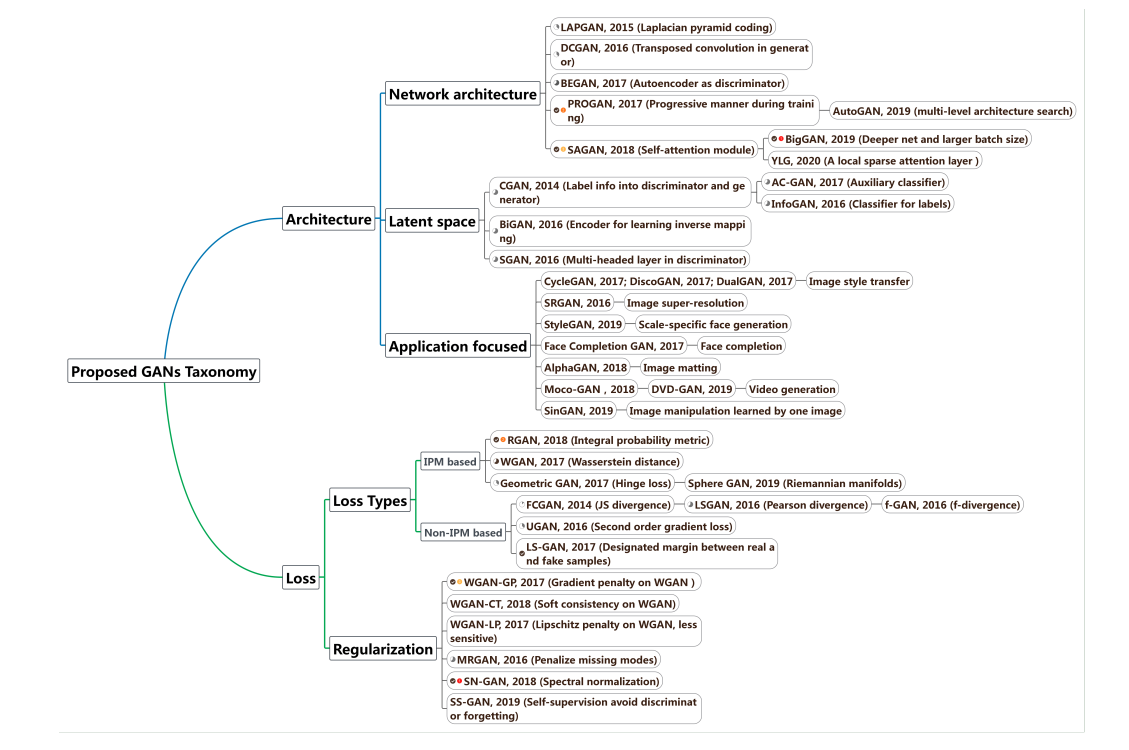 LAPGAN, 2015 (Laplacian pyramid coding)
DCGAN, 2016 (Transposed convolution in generat
or)
Network architecture
BEGAN, 2017 (Autoencoder as discriminator)
PROGAN, 2017 (Progressive manner during traini
ng)
AutoGAN, 2019 (multi-level architecture search)
SAGAN, 2018 (Self-attention module)
BigGAN, 2019 (Deeper net and larger batch size)
YLG, 2020 (A local sparse attention layer )
Architecture
Latent space
CGAN, 2014 (Label info into discriminator and ge
nerator)
AC-GAN, 2017 (Auxiliary classifier)
InfoGAN, 2016 (Classifier for labels)
BiGAN, 2016 (Encoder for learning inverse mappi
ng)
SGAN, 2016 (Multi-headed layer in discriminator)
Application focused
CycleGAN, 2017; DiscoGAN, 2017; DualGAN, 2017
Image style transfer
SRGAN, 2016
Image super-resolution
StyleGAN, 2019
Scale-specific face generation
Face Completion GAN, 2017
Face completion
AlphaGAN, 2018
Image matting
Moco-GAN , 2018
DVD-GAN, 2019
Video generation
SinGAN, 2019
Image manipulation learned by one image
Proposed GANs Taxonomy
Loss
Loss Types
IPM based
RGAN, 2018 (Integral probability metric)
WGAN, 2017 (Wasserstein distance)
Geometric GAN, 2017 (Hinge loss)
Sphere GAN, 2019 (Riemannian manifolds)
Non-IPM based
FCGAN, 2014 (JS divergence)
LSGAN, 2016 (Pearson divergence)
f-GAN, 2016 (f-divergence)
UGAN, 2016 (Second order gradient loss)
LS-GAN, 2017 (Designated margin between real a
nd fake samples)
Regularization
WGAN-GP, 2017 (Gradient penalty on WGAN )
WGAN-CT, 2018 (Soft consistency on WGAN)
WGAN-LP, 2017 (Lipschitz penalty on WGAN, less
sensitive)
MRGAN, 2016 (Penalize missing modes)
SN-GAN, 2018 (Spectral normalization)
SS-GAN, 2019 (Self-supervision avoid discriminat
or forgetting)